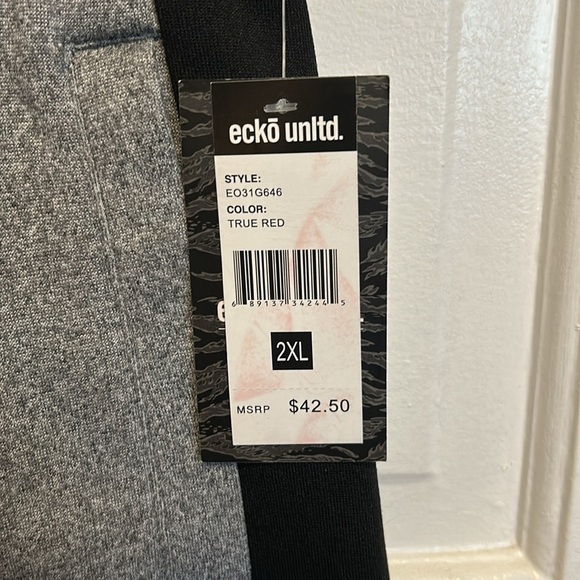 eckō unltd.
STYLE:
EO31G646
COLOR:
TRUE RED
6 89137 34244 5
2XL
MSRP $42.50